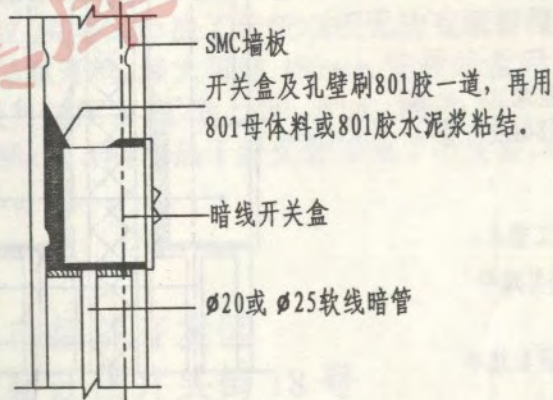 SMC墙板
开关盒及孔壁刷801胶一道，再用
801母体料或801胶水泥浆粘结。
暗线开关盒
ø20或 ø25软线暗管